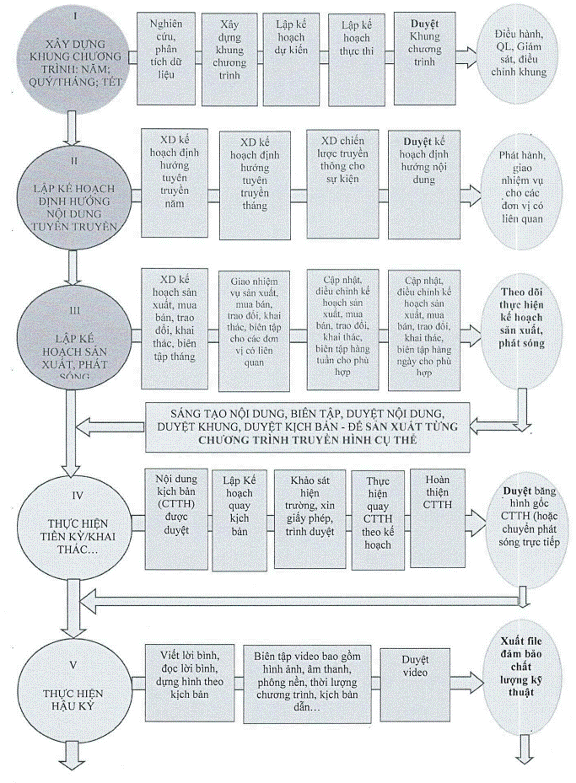 I
XÂY DỰNG
KHUNG CHƯƠNG
TRÌNH: NĂM;
QUÝ/THÁNG; TẾT
Nghiên
cứu, phân
tích dữ
liệu
Xây
dựng
khung
chương
trình
Lập kế
hoạch
dự kiến
Lập kế
hoạch
thực thi
Duyệt
Khung
chương
trình
Điều hành,
QL, Giám
sát, điều
chỉnh khung
II
LẬP KẾ HOẠCH
ĐỊNH HƯỚNG
NỘI DUNG
TUYÊN TRUYỀN
XD kế
hoạch định
hướng
tuyên
truyền
năm
XD kế
hoạch định
hướng
tuyên
truyền
tháng
XD chiến
lược truyền
thông cho
sự kiện
Duyệt kế
hoạch định
hướng nội
dung
Phát hành,
giao
nhiệm vụ
cho các
đơn vị có
liên quan
III
LẬP KẾ
HOẠCH SẢN
XUẤT, PHÁT
SÓNG
XD kế
hoạch sản
xuất, mua
bán, trao
đổi, khai
thác, biên
tập tháng
Giao nhiệm
vụ sản xuất,
mua bán,
trao đổi, khai
thác, biên tập
cho các đơn
vị có
liên quan
Cập nhật,
điều chỉnh kế
hoạch sản
xuất, mua
bán, trao đổi,
khai thác,
biên tập hàng
tuần cho phù
hợp
Cập nhật,
điều chỉnh kế
hoạch sản
xuất, mua
bán, trao đổi,
khai thác,
biên tập hàng
ngày cho phù
hợp
Theo dõi
thực hiện
kế hoạch
sản xuất,
phát sóng
SÁNG TẠO NỘI DUNG, BIÊN TẬP, DUYỆT NỘI DUNG,
DUYỆT KHUNG, DUYỆT KỊCH BẢN - ĐỂ SẢN XUẤT TỪNG
CHƯƠNG TRÌNH TRUYỀN HÌNH CỤ THỂ
IV
THỰC HIỆN
TIỀN KỲ/KHAI
THÁC…
Nội dung
kịch bản
(CTTH)
được
duyệt
Lập Kế
hoạch
quay
kịch
bản
Khảo sát
hiện
trường, xin
giấy phép,
trình duyệt
Thực
hiện
quay
CTTH
theo kế
hoạch
Hoàn
thiện
CTTH
Duyệt băng
hình gốc
CTTH (hoặc
chuyển phát
sóng trực tiếp
V
THỰC HIỆN
HẬU KỲ
Viết lời bình,
đọc lời bình,
dựng hình theo
kịch bản
Biên tập video bao gồm
hình ảnh, âm thanh,
phông nền, thời lượng
chương trình, kịch bản
dẫn…
Duyệt
video
Xuất file
đảm bảo
chất
lượng kỹ
thuật